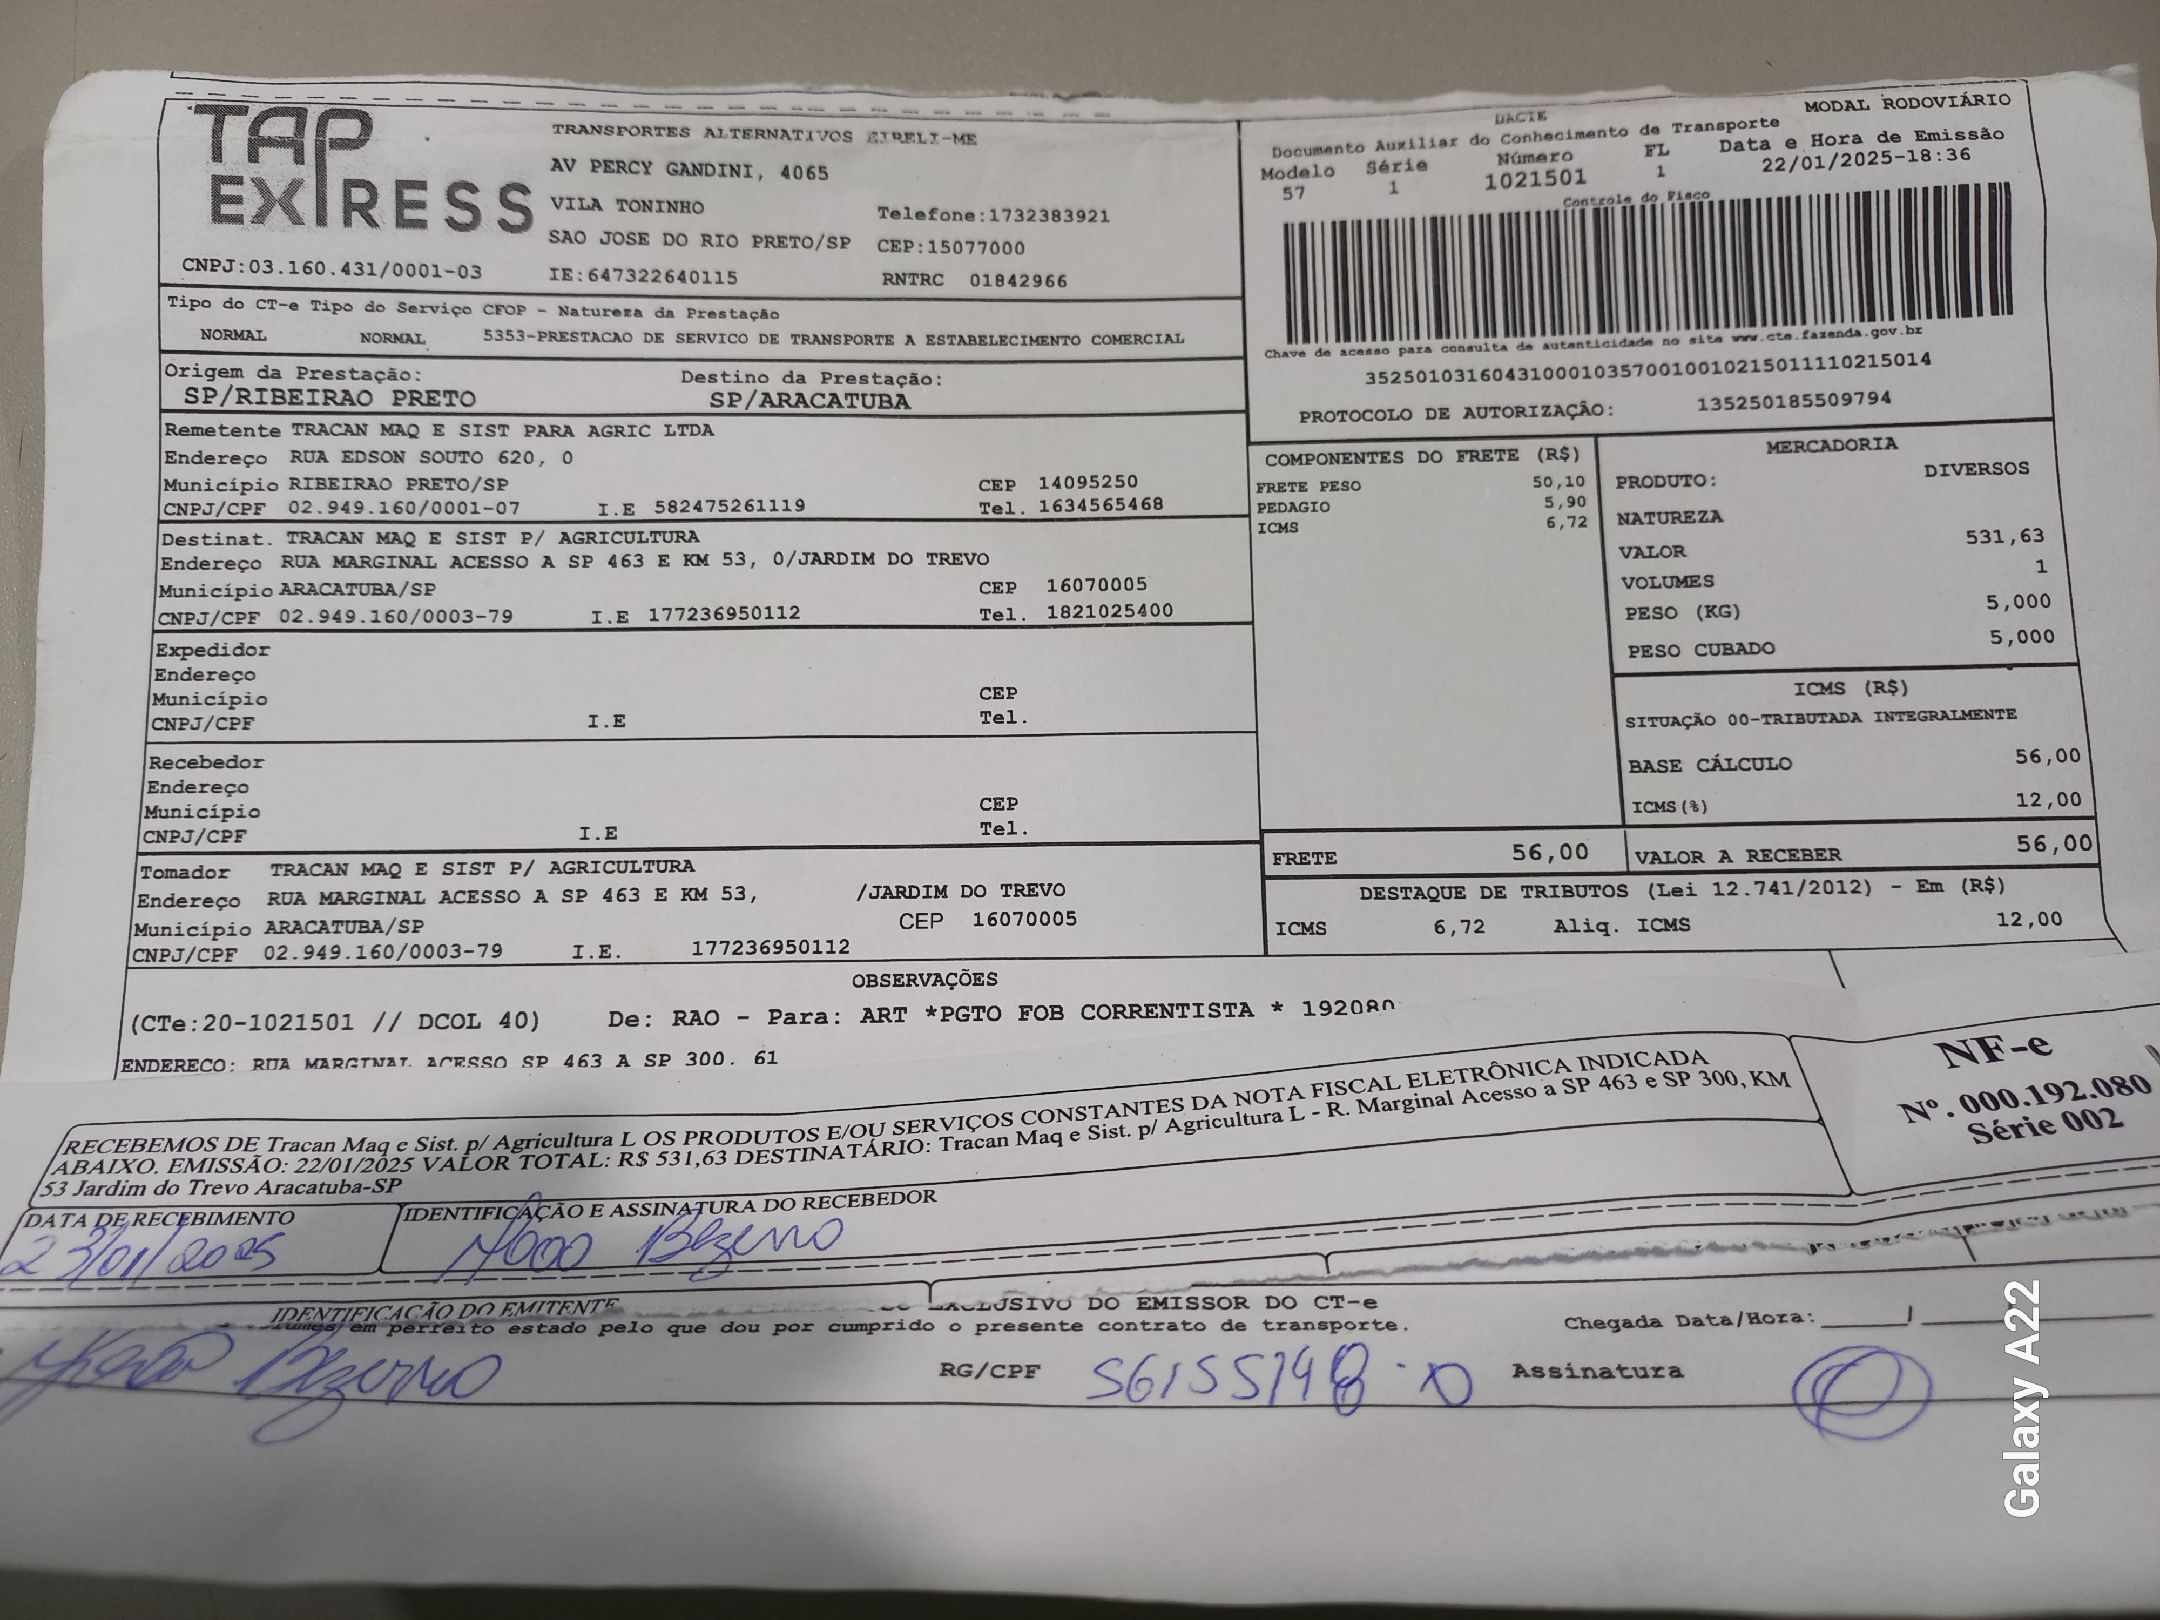 TAP EXPRESS
TRANSPORTES ALTERNATIVOS EIRELI-ME
AV PERCY GANDINI, 4065
VILA TONINHO Telefone:1732383921
SAO JOSE DO RIO PRETO/SP CEP:15077000
CNPJ:03.160.431/0001-03 IE:647322640115 RNTRC 01842966
DACTE MODAL RODOVIÁRIO
Documento Auxiliar do Conhecimento de Transporte
Modelo Série Número FL Data e Hora de Emissão
57 1 1021501 1 22/01/2025-18:36
Controle do Fisco
Chave de acesso para consulta de autenticidade no site www.cte.fazenda.gov.br
35250103160431000103570010010215011110215014
PROTOCOLO DE AUTORIZAÇÃO: 135250185509794
Tipo do CT-e Tipo do Serviço CFOP - Natureza da Prestação
NORMAL NORMAL 5353-PRESTACAO DE SERVICO DE TRANSPORTE A ESTABELECIMENTO COMERCIAL
Origem da Prestação: Destino da Prestação:
SP/RIBEIRAO PRETO SP/ARACATUBA
Remetente TRACAN MAQ E SIST PARA AGRIC LTDA
Endereço RUA EDSON SOUTO 620, 0
Município RIBEIRAO PRETO/SP CEP 14095250
CNPJ/CPF 02.949.160/0001-07 I.E 582475261119 Tel. 1634565468
Destinat. TRACAN MAQ E SIST P/ AGRICULTURA
Endereço RUA MARGINAL ACESSO A SP 463 E KM 53, 0/JARDIM DO TREVO
Município ARACATUBA/SP CEP 16070005
CNPJ/CPF 02.949.160/0003-79 I.E 177236950112 Tel. 1821025400
Expedidor
Endereço
Município CEP
CNPJ/CPF I.E Tel.
Recebedor
Endereço
Município CEP
CNPJ/CPF I.E Tel.
Tomador TRACAN MAQ E SIST P/ AGRICULTURA
Endereço RUA MARGINAL ACESSO A SP 463 E KM 53, /JARDIM DO TREVO
Município ARACATUBA/SP CEP 16070005
CNPJ/CPF 02.949.160/0003-79 I.E. 177236950112
COMPONENTES DO FRETE (R$)
FRETE PESO 50,10
PEDAGIO 5,90
ICMS 6,72
MERCADORIA
PRODUTO: DIVERSOS
NATUREZA
VALOR 531,63
VOLUMES 1
PESO (KG) 5,000
PESO CUBADO 5,000
ICMS (R$)
SITUAÇÃO 00-TRIBUTADA INTEGRALMENTE
BASE CÁLCULO 56,00
ICMS(%) 12,00
FRETE 56,00 VALOR A RECEBER 56,00
DESTAQUE DE TRIBUTOS (Lei 12.741/2012) - Em (R$)
ICMS 6,72 Aliq. ICMS 12,00
OBSERVAÇÕES
(CTe:20-1021501 // DCOL 40) De: RAO - Para: ART *PGTO FOB CORRENTISTA * 192080
ENDERECO: RUA MARGINAL ACESSO SP 463 A SP 300. 61
RECEBEMOS DE Tracan Maq e Sist. p/ Agricultura L OS PRODUTOS E/OU SERVIÇOS CONSTANTES DA NOTA FISCAL ELETRÔNICA INDICADA
ABAIXO. EMISSÃO: 22/01/2025 VALOR TOTAL: R$ 531,63 DESTINATÁRIO: Tracan Maq e Sist. p/ Agricultura L - R. Marginal Acesso a SP 463 e SP 300, KM
53 Jardim do Trevo Aracatuba-SP
NF-e
Nº. 000.192.080
Série 002
DATA DE RECEBIMENTO IDENTIFICAÇÃO E ASSINATURA DO RECEBEDOR
23/01/2025
IDENTIFICAÇÃO DO EMITENTE EXCLUSIVO DO EMISSOR DO CT-e
em perfeito estado pelo que dou por cumprido o presente contrato de transporte. Chegada Data/Hora: /
RG/CPF Assinatura
Galaxy A22